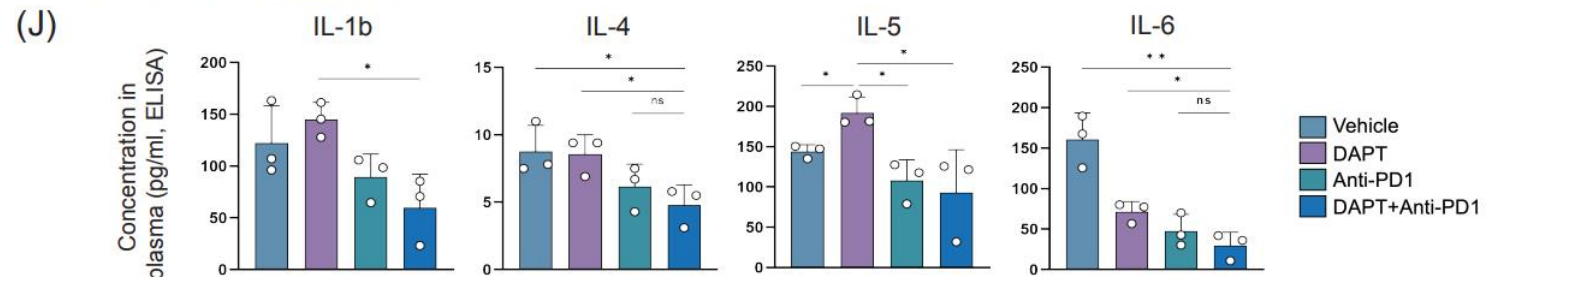 (J)
IL-1b
IL-4
IL-5
IL-6
Concentration in
plasma (pg/ml, ELISA)
200
150
100
50
0
*
15
10
5
0
*
*
ns
250
200
150
100
50
0
*
*
*
250
200
150
100
50
0
**
*
ns
Vehicle
DAPT
Anti-PD1
DAPT+Anti-PD1